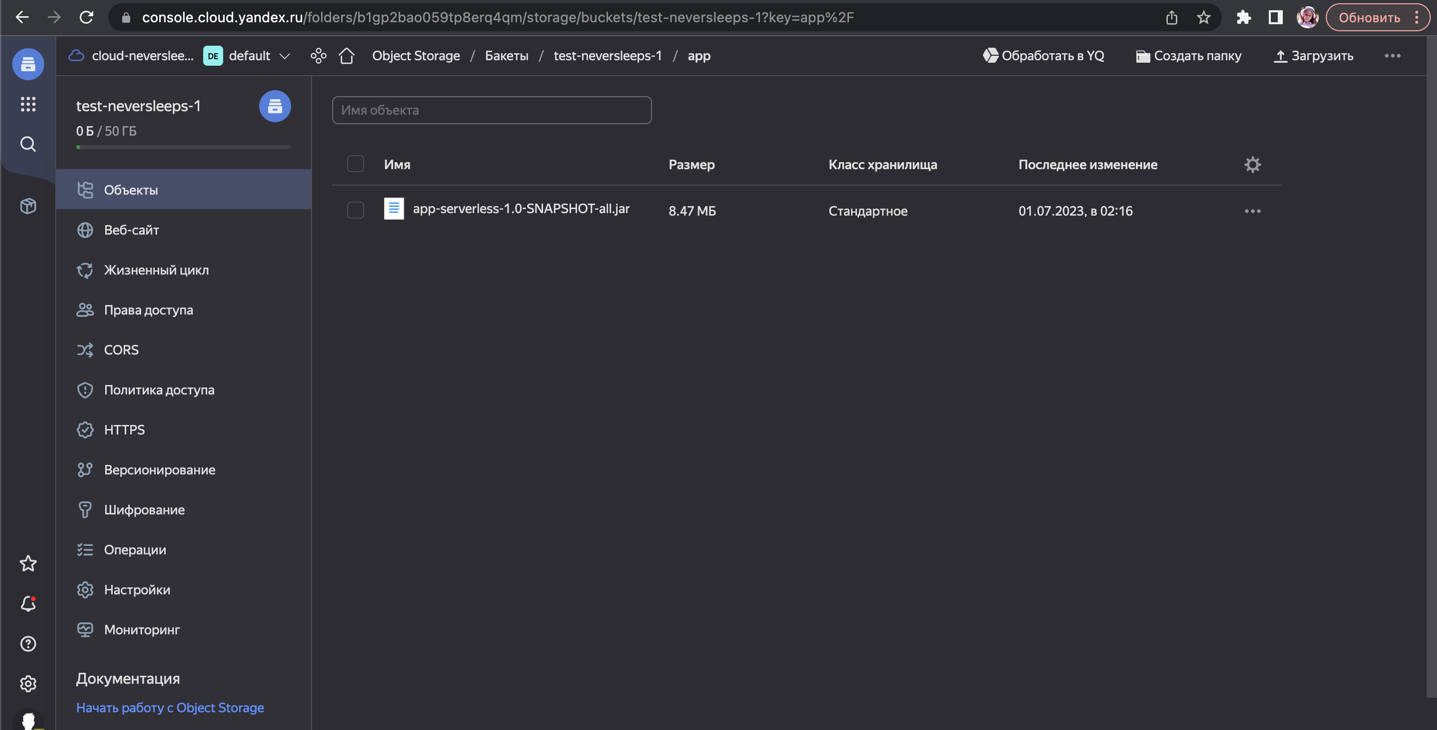 console.cloud.yandex.ru/folders/b1gp2bao059tp8erq4qm/storage/buckets/test-neversleeps-1?key=app%2F
Обновить
cloud-neverslee... DE default Object Storage / Бакеты / test-neversleeps-1 / app Обработать в YQ Создать папку Загрузить
test-neversleeps-1
0 Б / 50 ГБ
Объекты
Веб-сайт
Жизненный цикл
Права доступа
CORS
Политика доступа
HTTPS
Версионирование
Шифрование
Операции
Настройки
Мониторинг
Документация
Начать работу с Object Storage
Имя объекта
Имя Размер Класс хранилища Последнее изменение
app-serverless-1.0-SNAPSHOT-all.jar 8.47 МБ Стандартное 01.07.2023, в 02:16